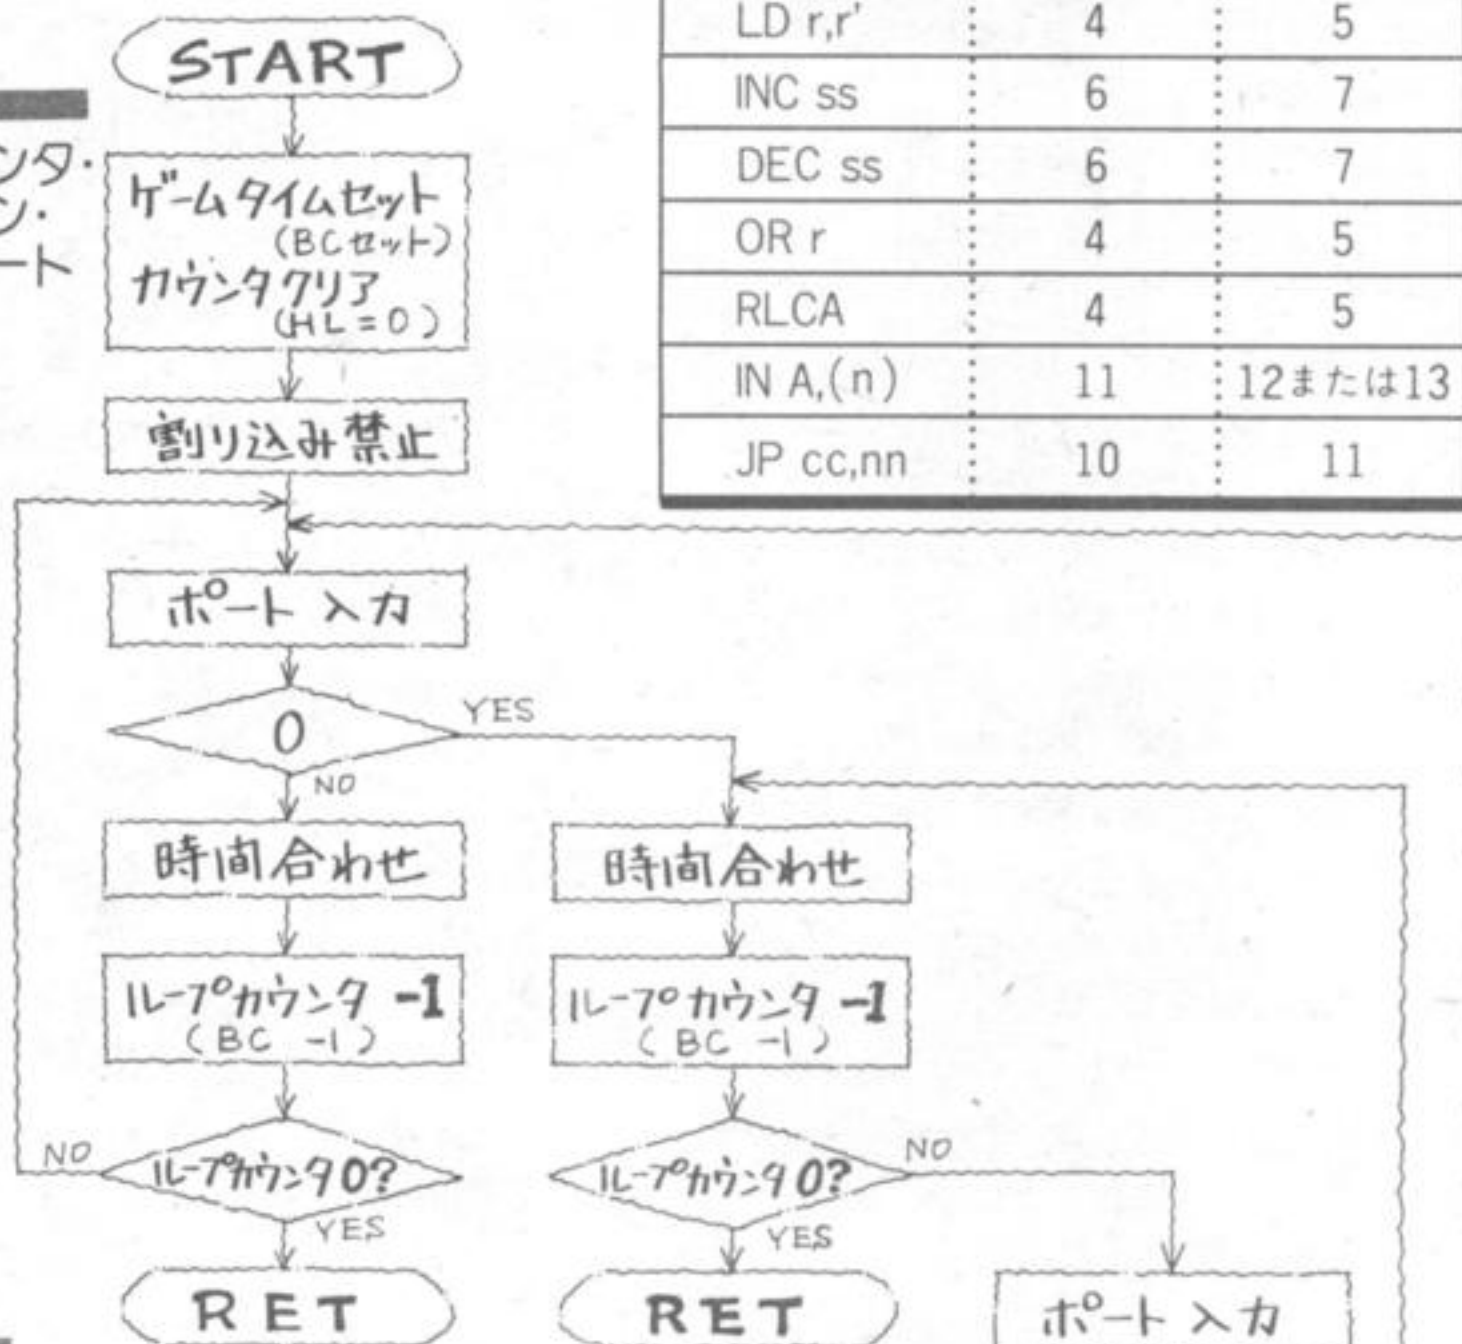 START
ンタ・
ン・
ート
ゲームタイムセット
(BCセット)
カウンタクリア
(HL=0)
割り込み禁止
ポート入力
0
YES
NO
時間合わせ
ループカウンタ -1
(BC -1)
ループカウンタ0?
NO
YES
RET
時間合わせ
ループカウンタ -1
(BC -1)
ループカウンタ0?
NO
YES
RET
ポート入力
LD r,r' 4 5
INC ss 6 7
DEC ss 6 7
OR r 4 5
RLCA 4 5
IN A,(n) 11 12または13
JP cc,nn 10 11